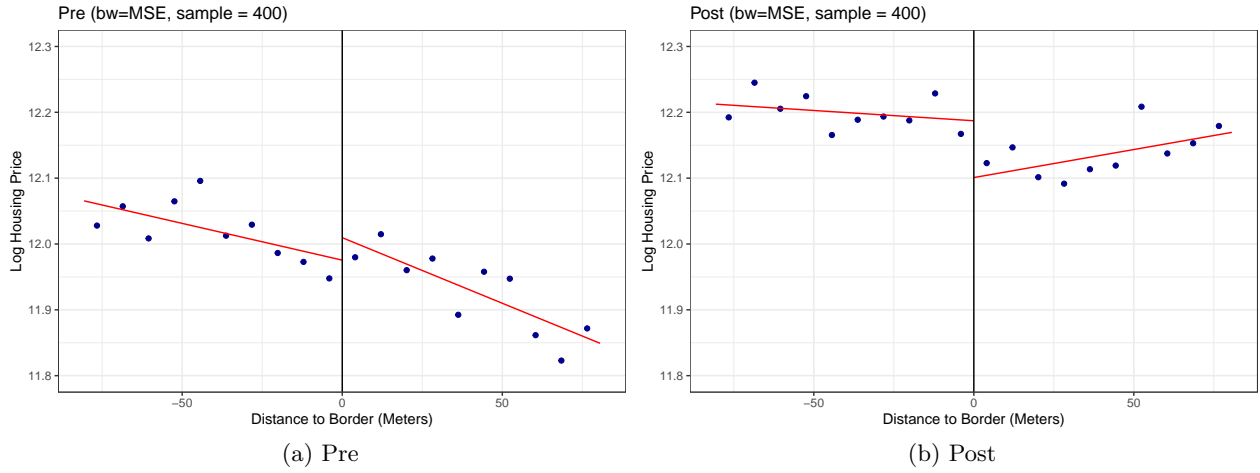 Pre (bw=MSE, sample = 400)
12.3
12.2
12.1
12.0
11.9
11.8
Log Housing Price
−50
0
50
Distance to Border (Meters)
(a) Pre
Post (bw=MSE, sample = 400)
12.3
12.2
12.1
12.0
11.9
11.8
Log Housing Price
−50
0
50
Distance to Border (Meters)
(b) Post